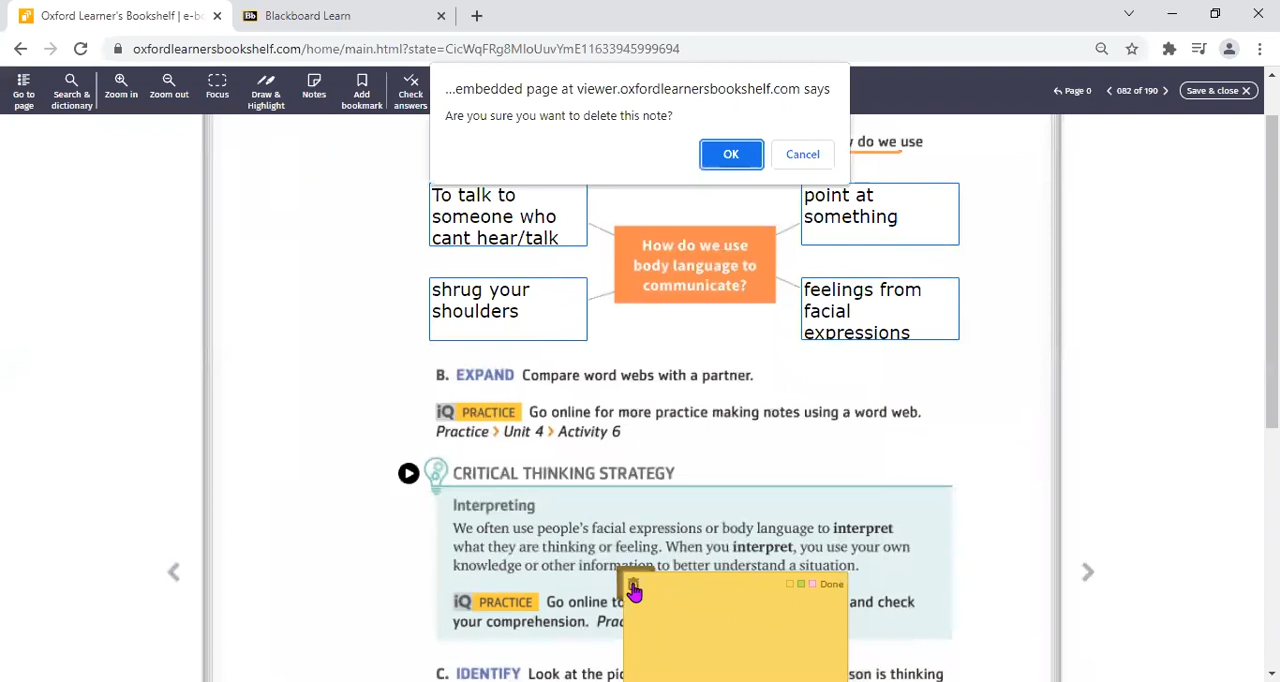 Oxford Learner's Bookshelf | e-bo
Bb Blackboard Learn
oxfordlearnersbookshelf.com/home/main.html?state=CicWqFRg8MloUuvYmE11633945999694
Go to page
Search & dictionary
Zoom in
Zoom out
Focus
Draw & Highlight
Notes
Add bookmark
Check answers
Page 0
082 of 190
Save & close
...embedded page at viewer.oxfordlearnersbookshelf.com says
Are you sure you want to delete this note?
OK
Cancel
do we use
To talk to
someone who
cant hear/talk
point at
something
How do we use
body language to
communicate?
shrug your
shoulders
feelings from
facial
expressions
B. EXPAND Compare word webs with a partner.
iQ PRACTICE Go online for more practice making notes using a word web.
Practice > Unit 4 > Activity 6
CRITICAL THINKING STRATEGY
Interpreting
We often use people's facial expressions or body language to interpret
what they are thinking or feeling. When you interpret, you use your own
knowledge or other information to better understand a situation.
Done
iQ PRACTICE Go online to and check
your comprehension.
C. IDENTIFY Look at the son is thinking